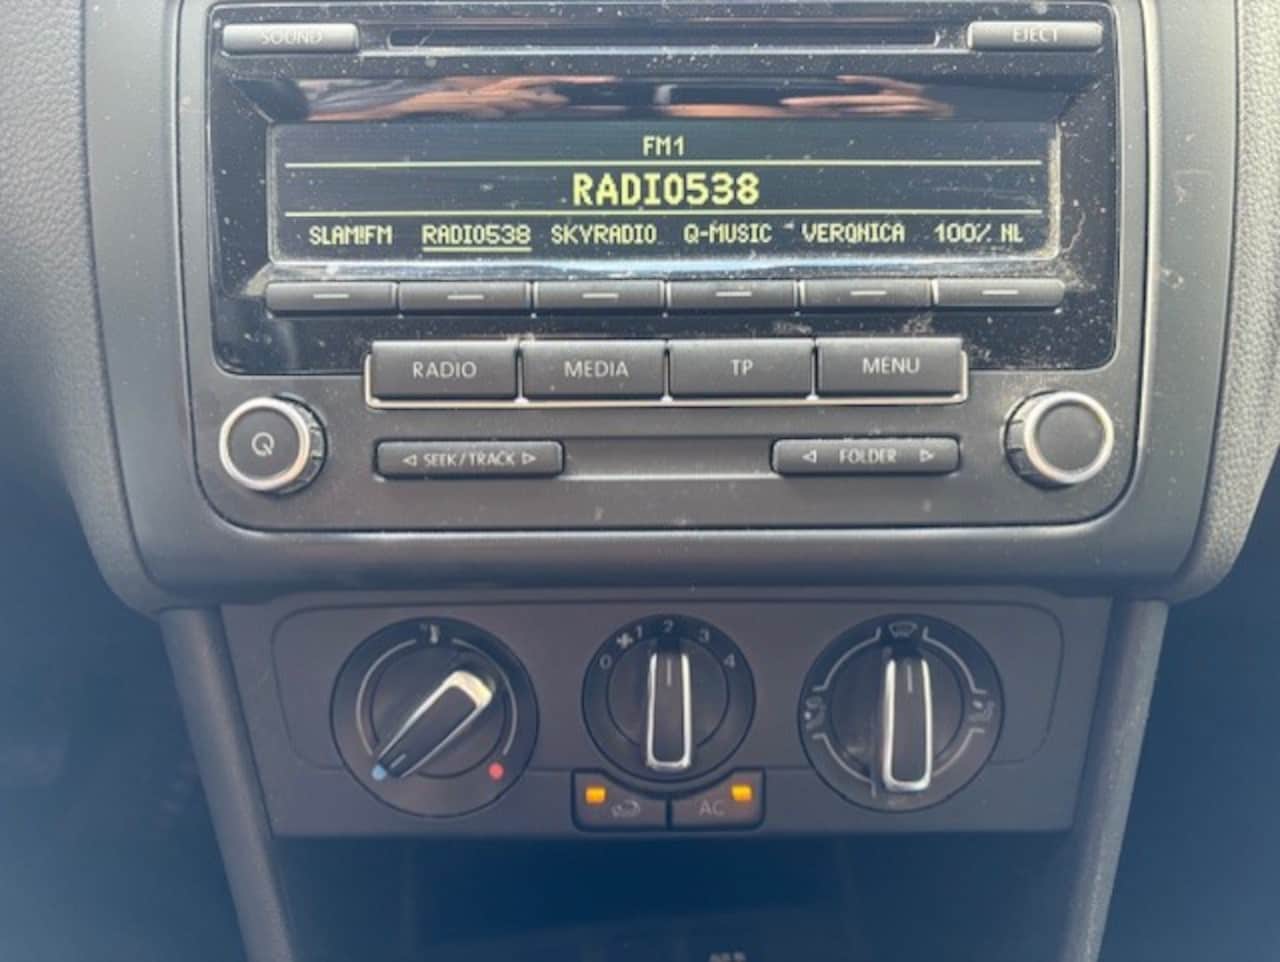 SOUND EJECT
FM1
RADIO538
SLAM!FM RADIO538 SKYRADIO Q-MUSIC VERONICA 100% NL
RADIO MEDIA TP MENU
SEEK/TRACK FOLDER
0 1 2 3 4
AC